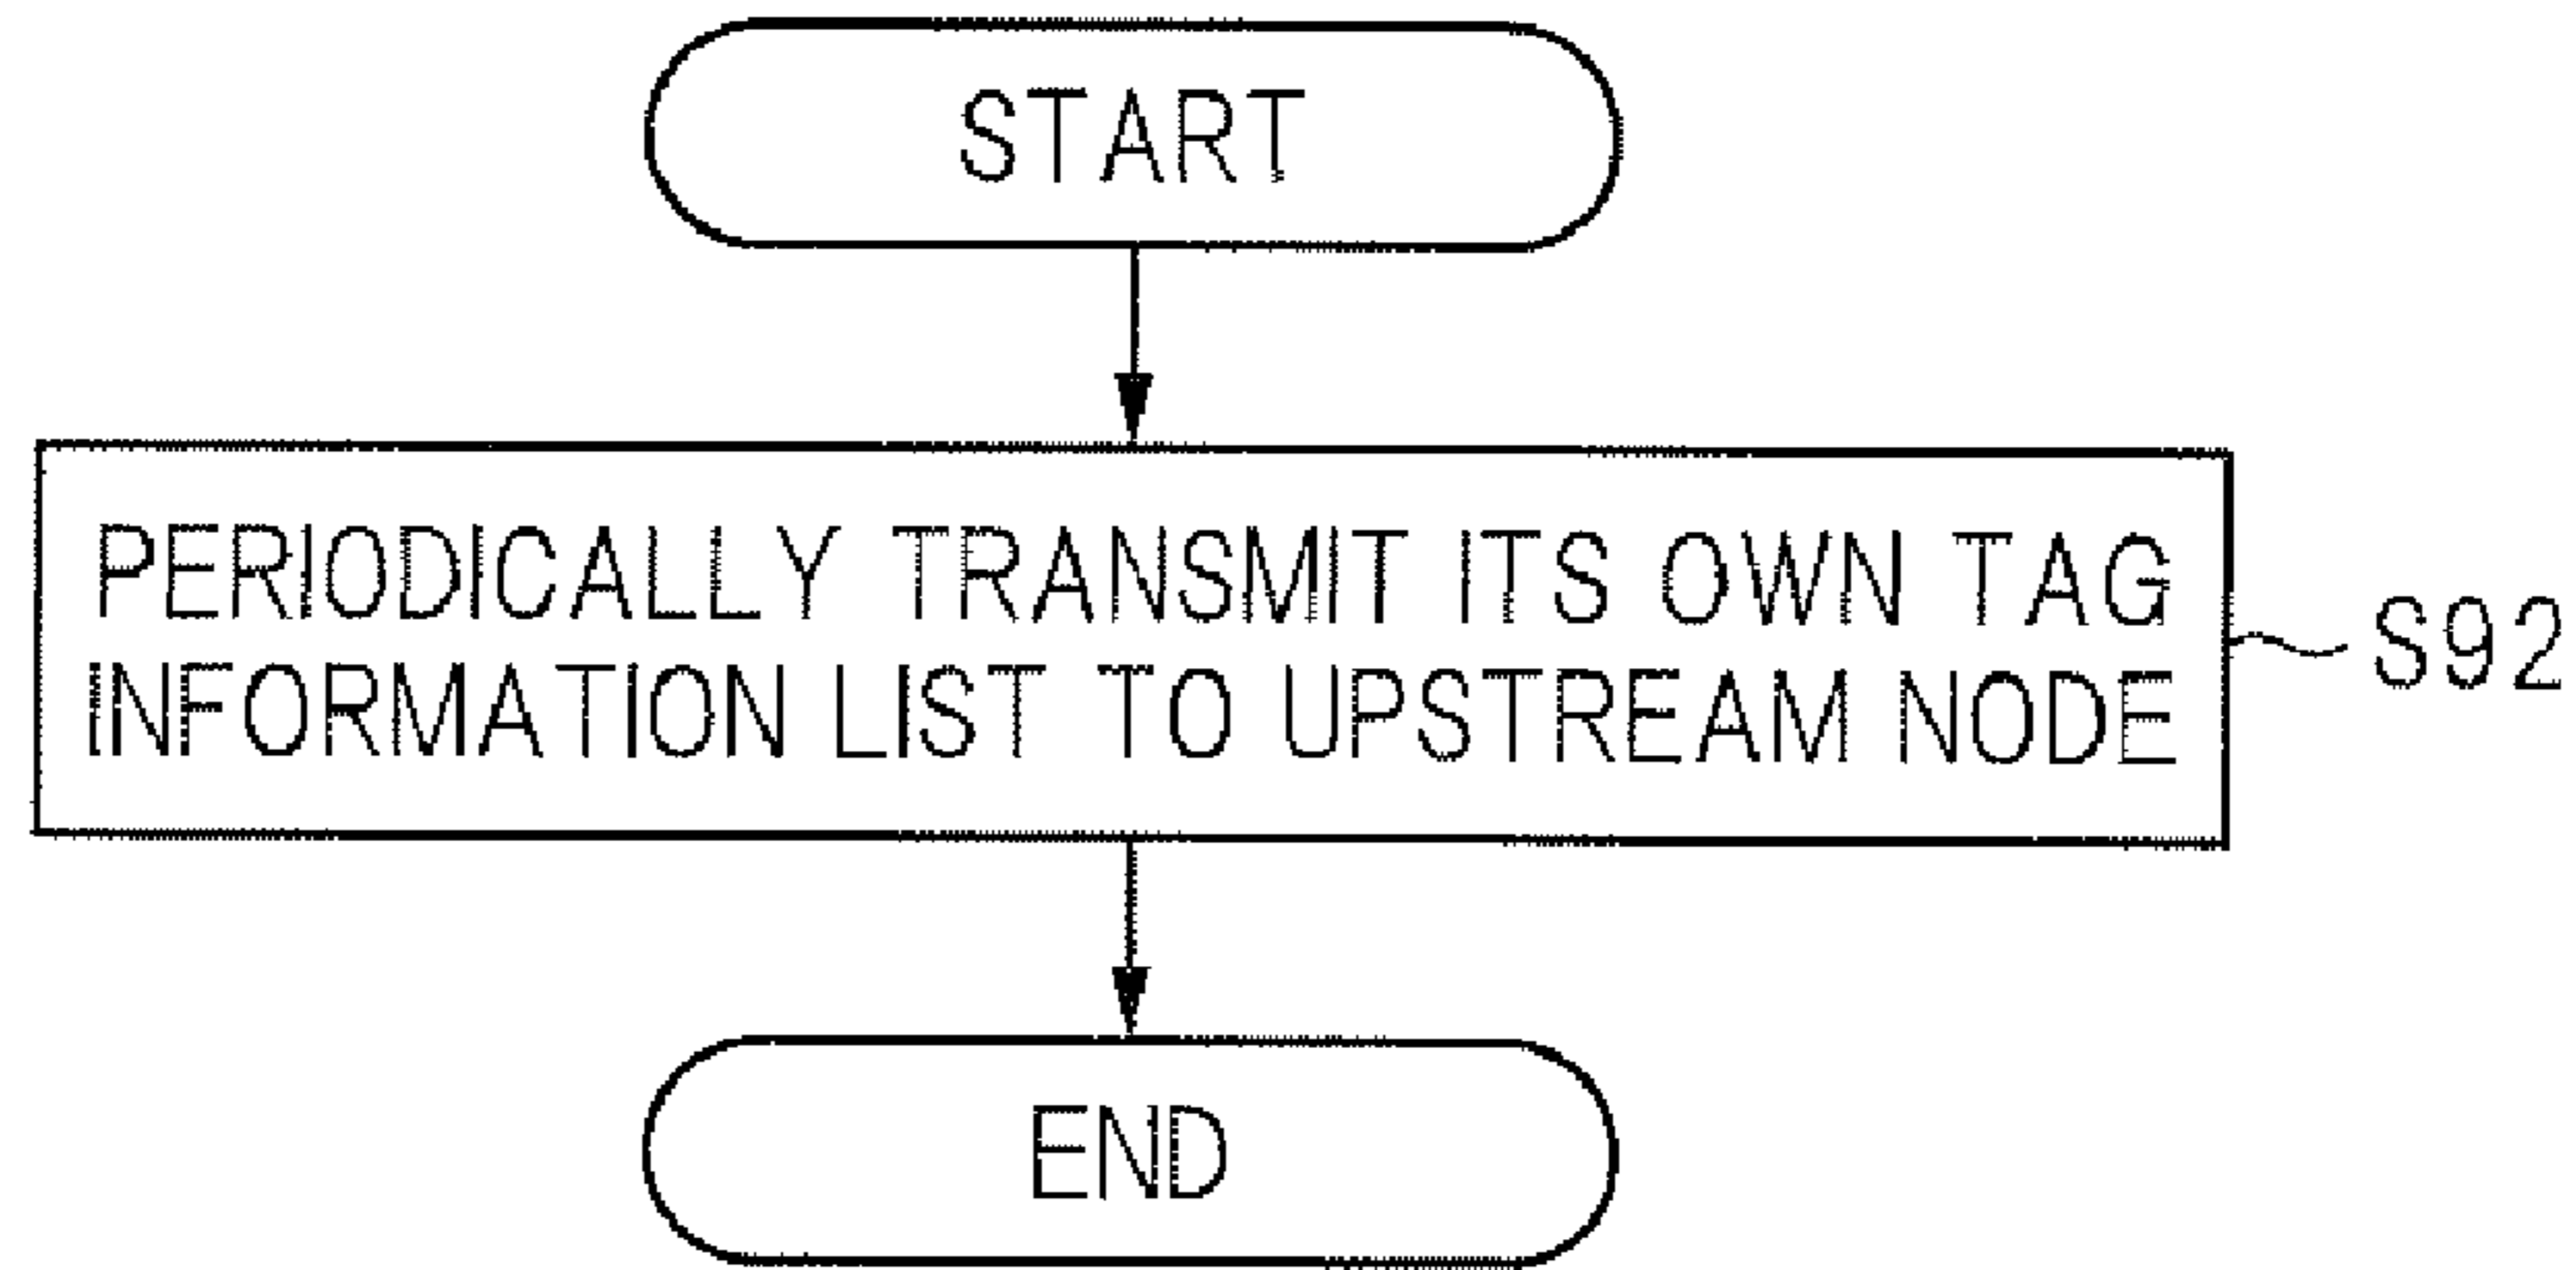 START
PERIODICALLY TRANSMIT ITS OWN TAG
INFORMATION LIST TO UPSTREAM NODE
S92
END